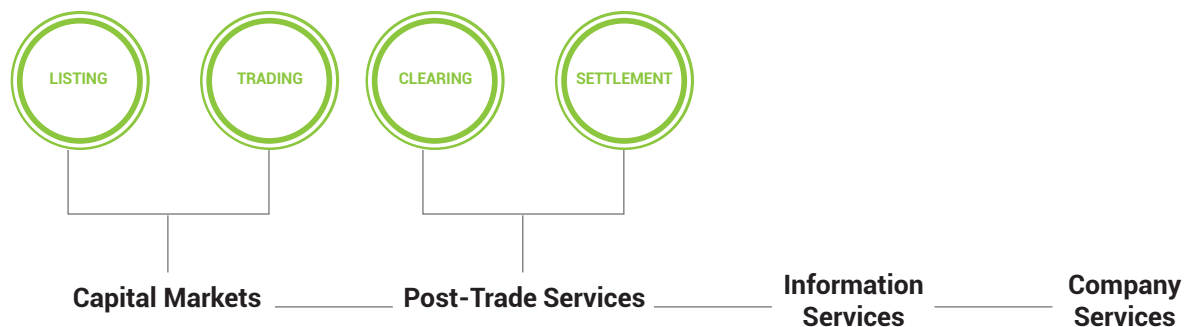 LISTING
TRADING
CLEARING
SETTLEMENT
Capital Markets
Post-Trade Services
Information
Services
Company
Services